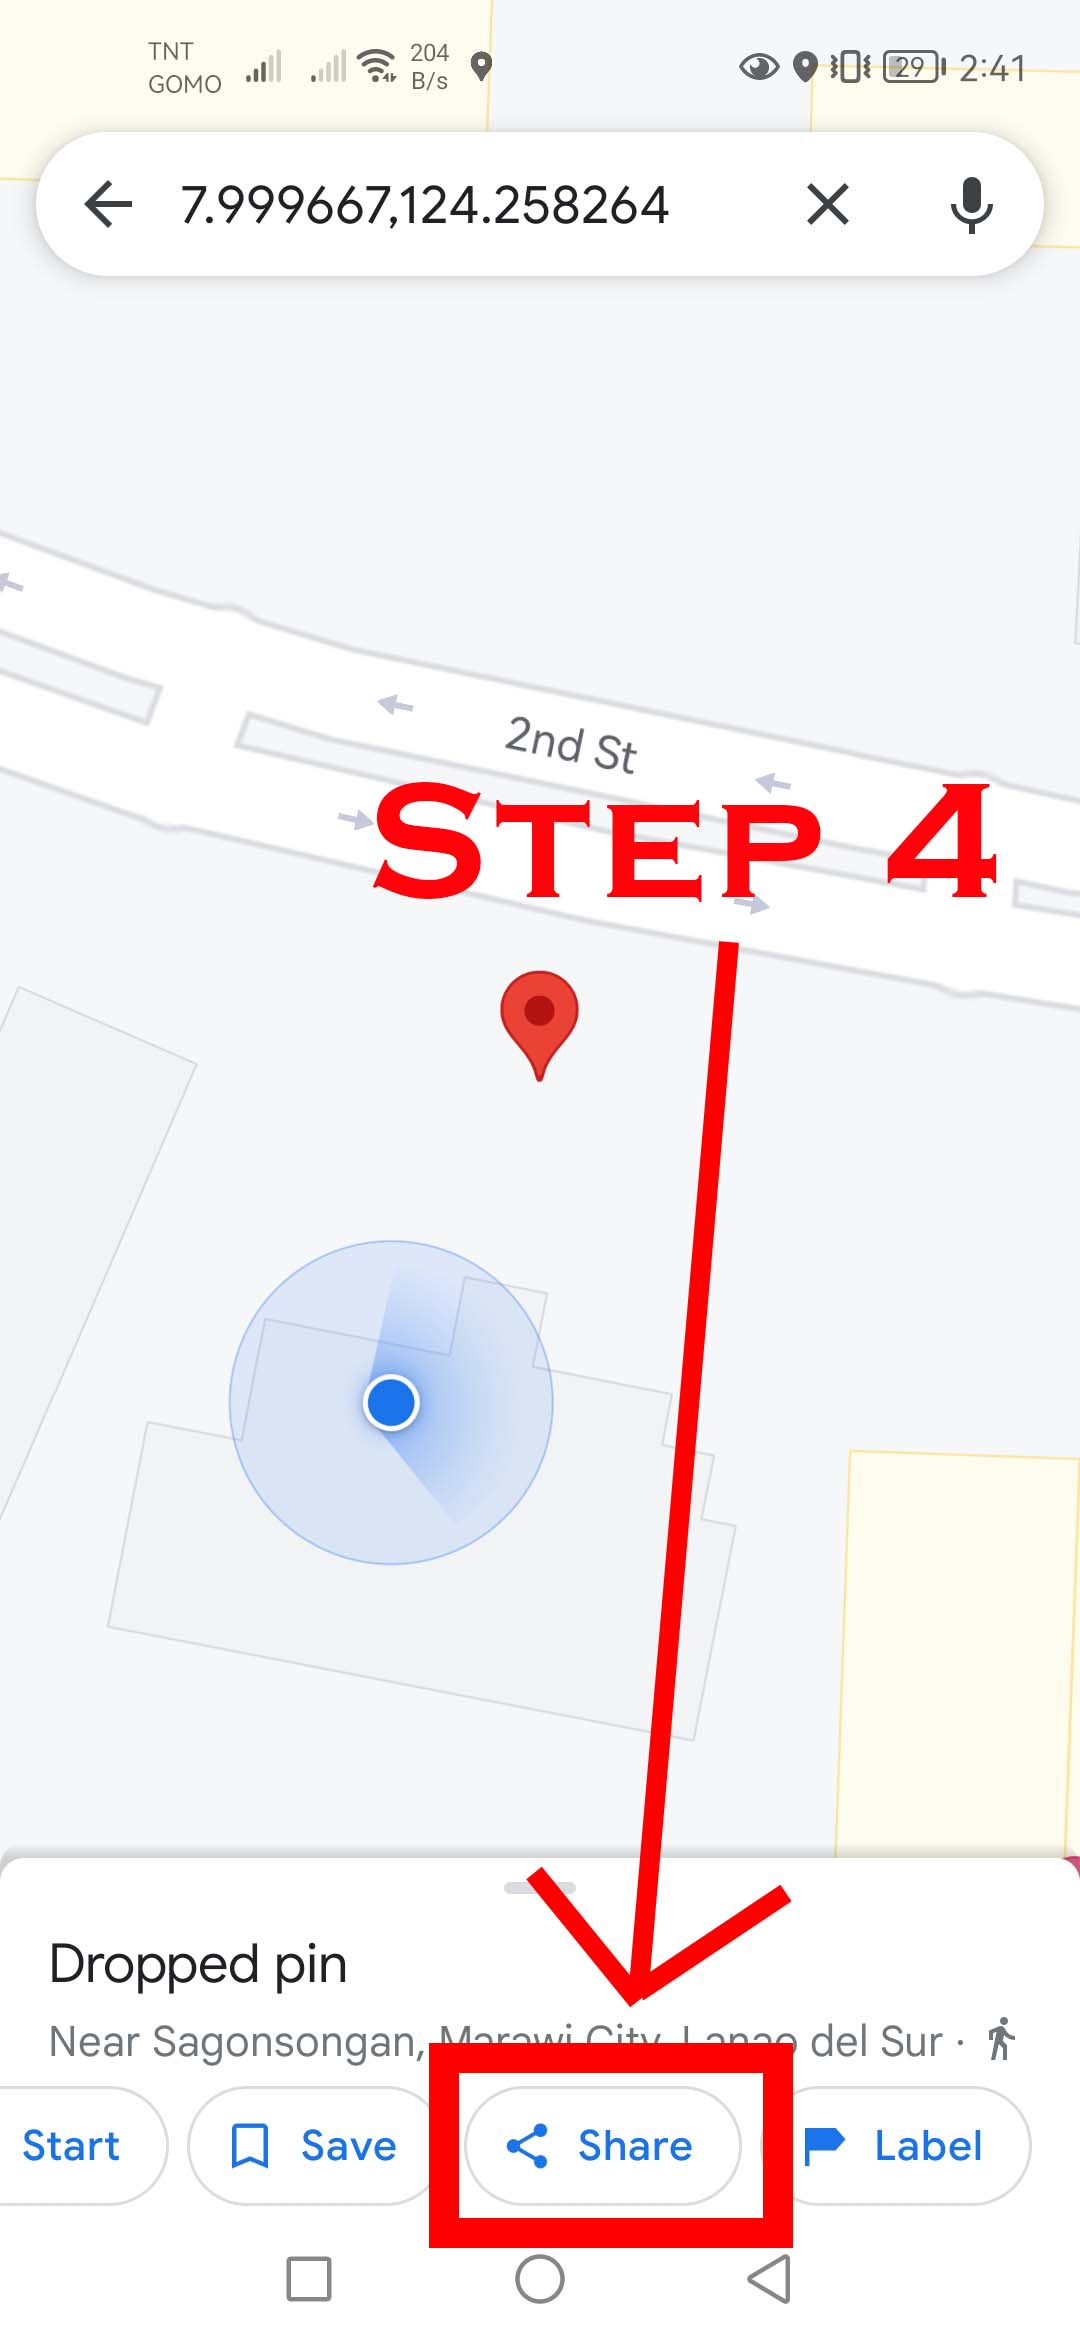 TNT
GOMO
204
B/s
29
2:41
7.999667,124.258264
2nd St
STEP 4
Dropped pin
Near Sagonsongan, Marawi City, Lanao del Sur ·
Start Save Share Label